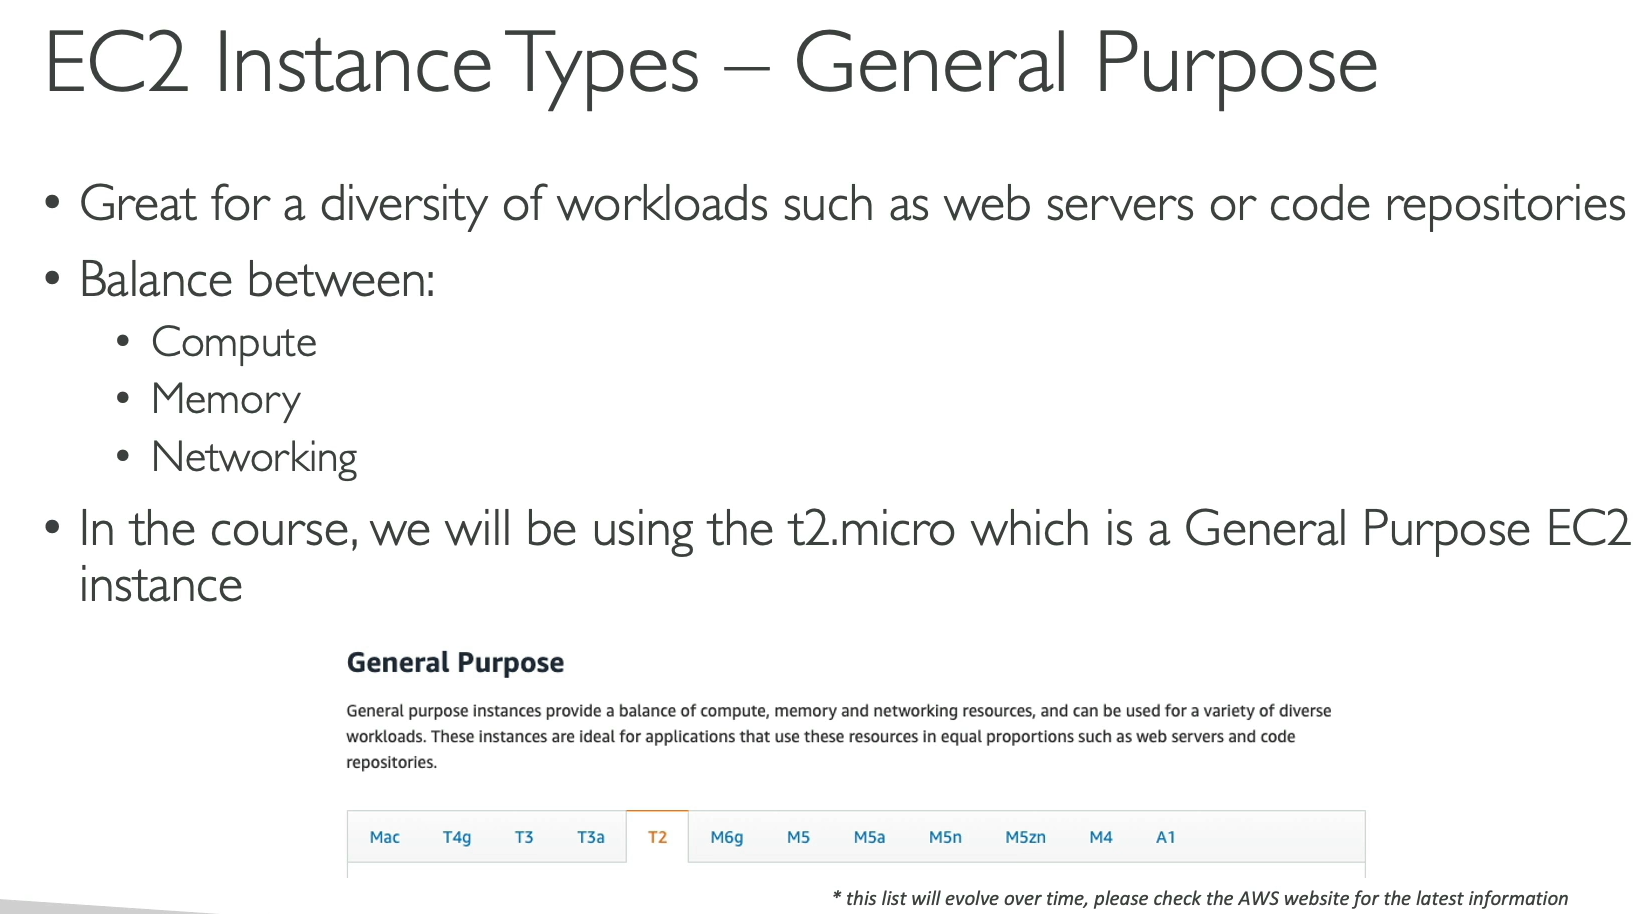 EC2 Instance Types – General Purpose
• Great for a diversity of workloads such as web servers or code repositories
• Balance between:
• Compute
• Memory
• Networking
• In the course, we will be using the t2.micro which is a General Purpose EC2
instance
General Purpose
General purpose instances provide a balance of compute, memory and networking resources, and can be used for a variety of diverse
workloads. These instances are ideal for applications that use these resources in equal proportions such as web servers and code
repositories.
Mac T4g T3 T3a T2 M6g M5 M5a M5n M5zn M4 A1
* this list will evolve over time, please check the AWS website for the latest information